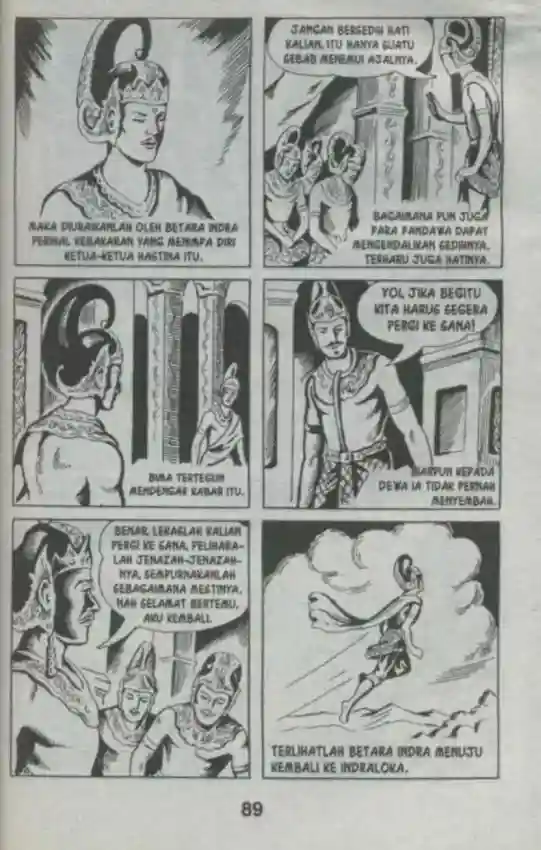 MAKA DIURAIKANLAH OLEH BETARA INDRA
PERIHAL KEBAKARAN YANG MENIMPA DIRI
KETUA-KETUA HASTINA ITU.
JANGAN BERSEDIH HATI
KALIAN, ITU HANYA SUATU
SEBAB MENEMUI AJALNYA.
BAGAIMANA PUN JUGA
PARA PANDAWA DAPAT
MENGENDALIKAN SEDIHNYA,
TERHARU JUGA HATINYA.
BIMA TERTEGUN
MENDENGAR KABAR ITU.
YOI, JIKA BEGITU
KITA HARUS SEGERA
PERGI KE SANA!
KEPADA
DEWA IA TIDAK PERNAH
MENYEMBAH.
BENAR, LEKASLAH KALIAN
PERGI KE SANA, PELIHARA-
LAH JENAZAH-JENAZAH-
NYA, SEMPURNAKANLAH
SEBAGAIMANA MESTINYA,
NAH SELAMAT BERTEMU,
AKU KEMBALI.
TERLIHATLAH BETARA INDRA MENUJU
KEMBALI KE INDRALOKA.
89